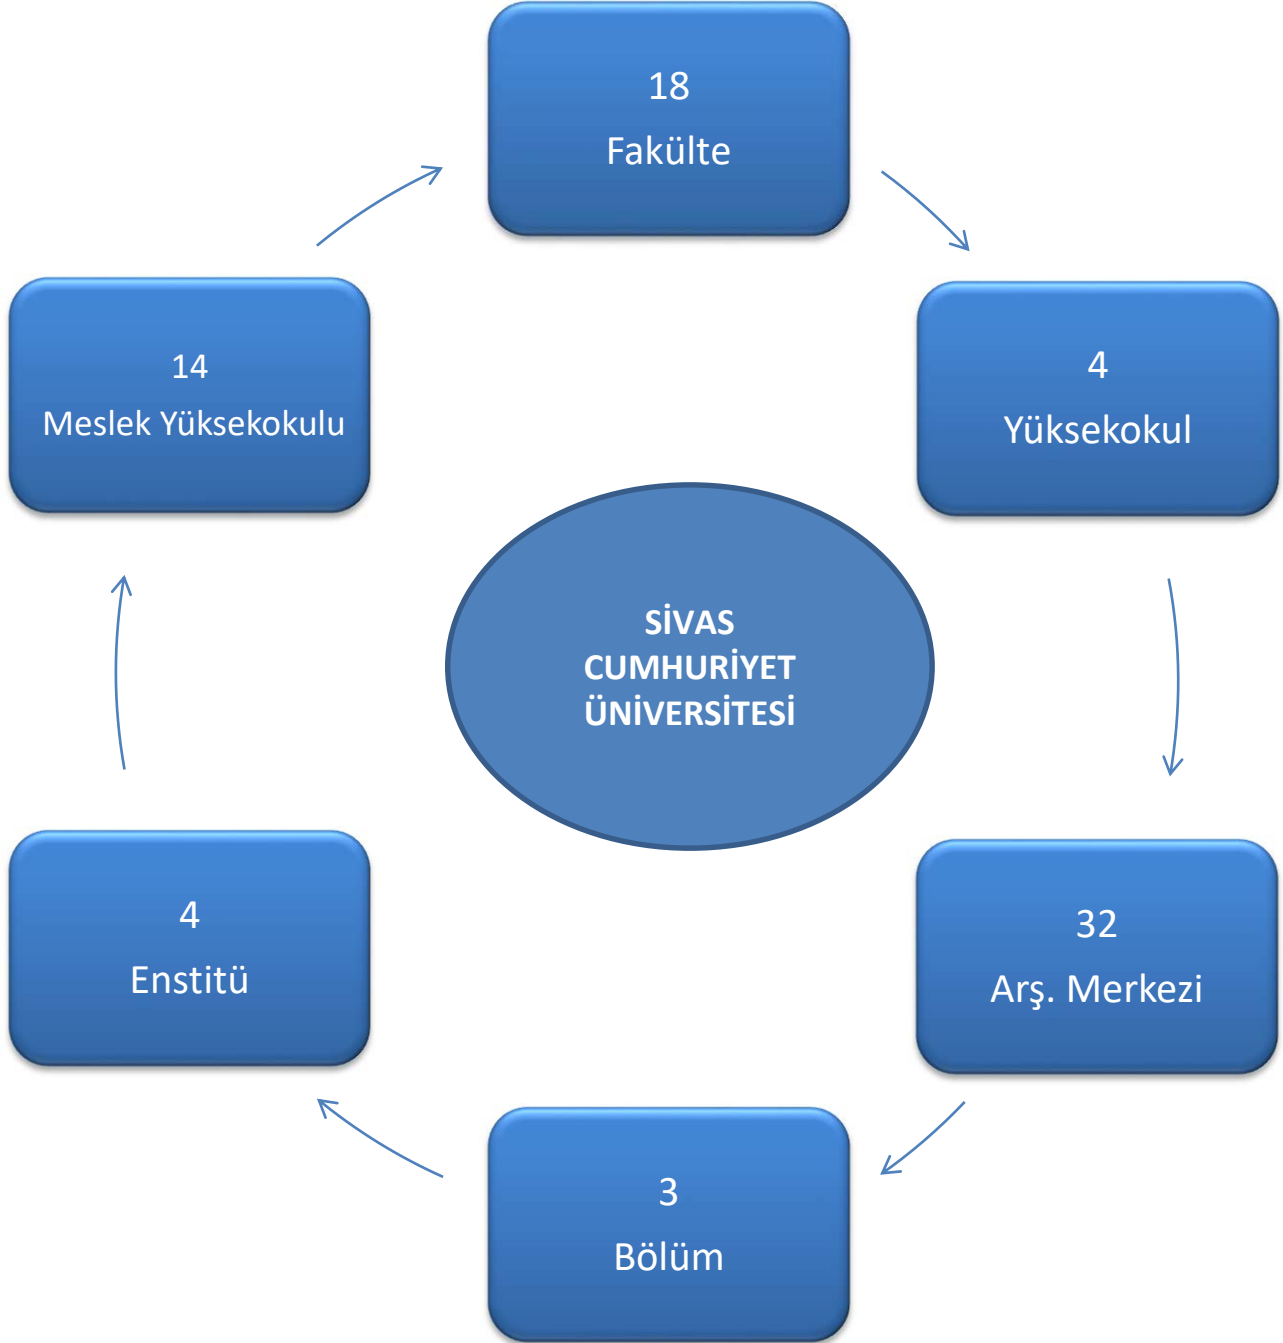 18
Fakülte
14
Meslek Yüksekokulu
4
Yüksekokul
SİVAS
CUMHURİYET
ÜNİVERSİTESİ
4
Enstitü
32
Arş. Merkezi
3
Bölüm